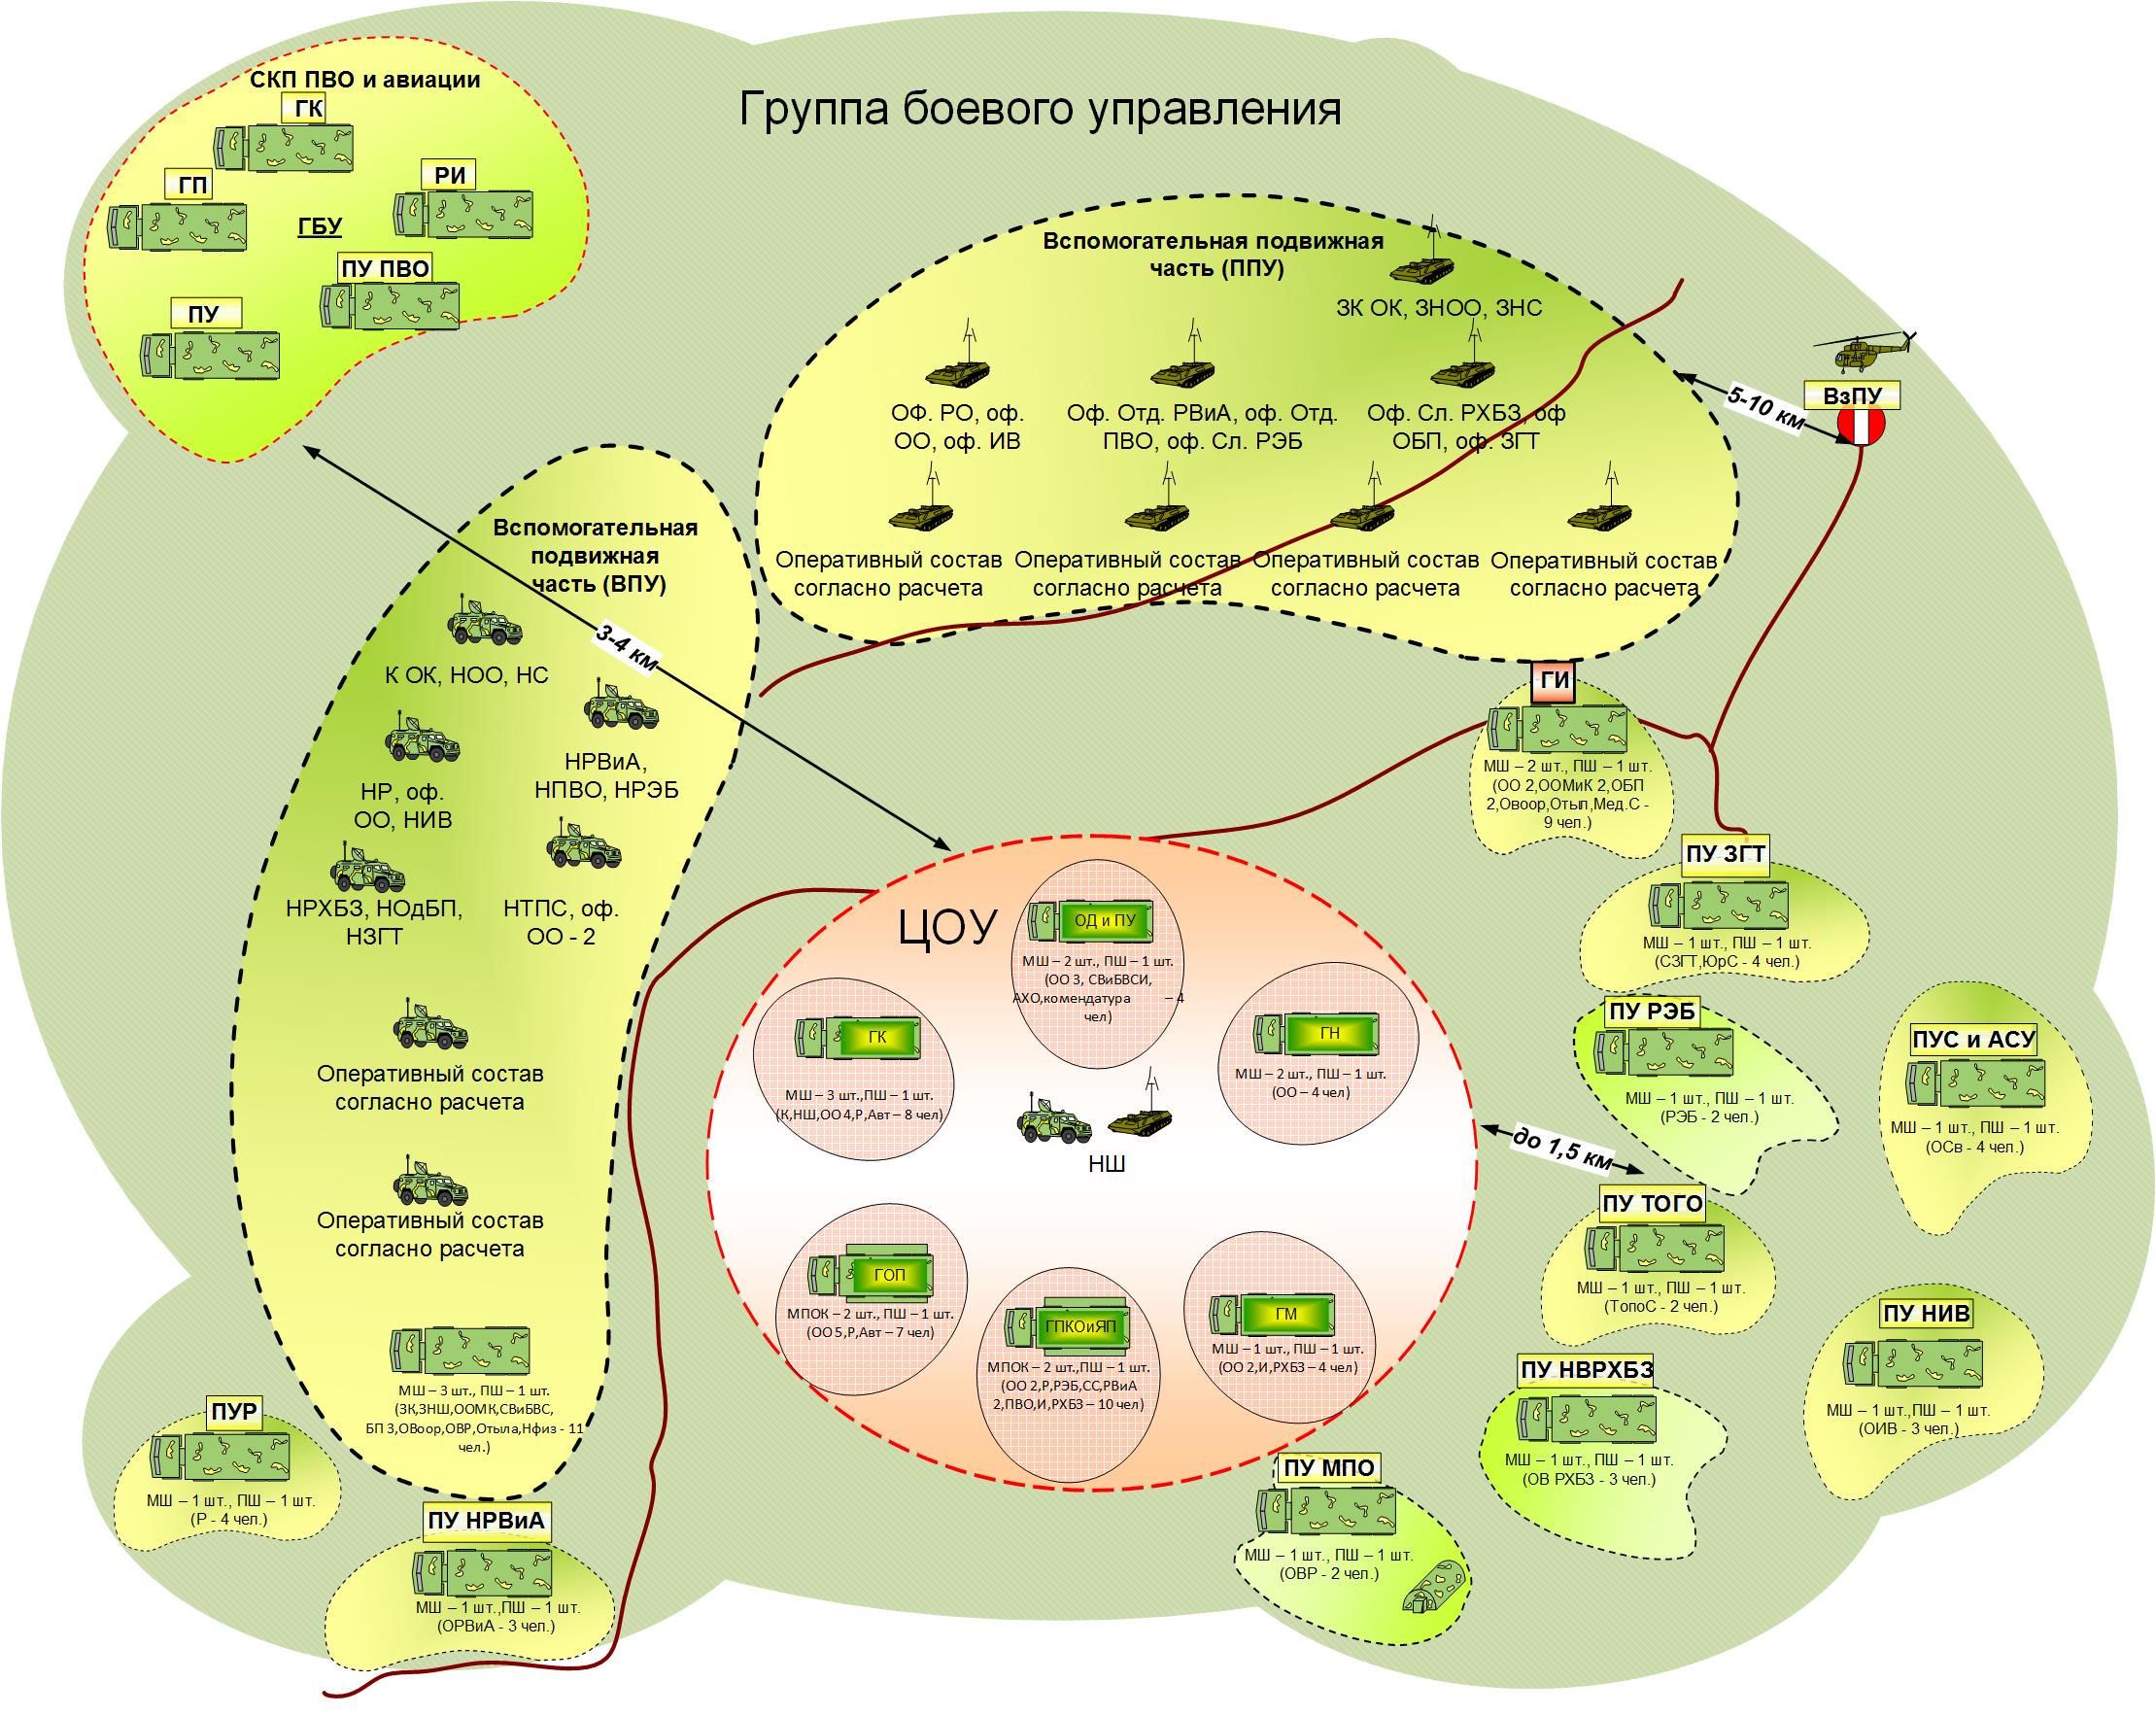 Группа боевого управления
СКП ПВО и авиации
ГК
ГП
РИ
ГБУ
ПУ ПВО
ПУ
Вспомогательная подвижная
часть (ППУ)
ЗК ОК, ЗНОО, ЗНС
ОФ. РО, оф.
ОО, оф. ИВ
Оф. Отд. РВиА, оф. Отд.
ПВО, оф. Сл. РЭБ
Оф. Сл. РХБЗ, оф
ОБП, оф. ЗГТ
Оперативный состав
согласно расчета
Оперативный состав
согласно расчета
Оперативный состав
согласно расчета
Оперативный состав
согласно расчета
5-10 км
ВзПУ
Вспомогательная
подвижная
часть (ВПУ)
3-4 км
К ОК, НОО, НС
НРВиА,
НПВО, НРЭБ
НР, оф.
ОО, НИВ
НРХБЗ, НОдБП,
НЗГТ
НТПС, оф.
ОО - 2
Оперативный состав
согласно расчета
Оперативный состав
согласно расчета
МШ – 3 шт., ПШ – 1 шт.
(ЗК,ЗНШ,ООМК,СВиБВС,
БП 3,ОВоор,ОВР,Отыла,Нфиз - 11
чел.)
ПУР
МШ – 1 шт., ПШ – 1 шт.
(Р - 4 чел.)
ПУ НРВиА
МШ – 1 шт.,ПШ – 1 шт.
(ОРВиА - 3 чел.)
ЦОУ
ОД и ПУ
МШ – 2 шт., ПШ – 1 шт.
(ОО 3, СВиБВСИ,
АХО,комендатура – 4
чел)
ГК
МШ – 3 шт.,ПШ – 1 шт.
(К,НШ,ОО 4,Р,Авт – 8 чел)
ГН
МШ – 2 шт., ПШ – 1 шт.
(ОО – 4 чел)
НШ
ГОП
МПОК – 2 шт., ПШ – 1 шт.
(ОО 5,Р,Авт – 7 чел)
ГПКОиЯП
МПОК – 2 шт.,ПШ – 1 шт.
(ОО 2,Р,РЭБ,СС,РВиА
2,ПВО,И,РХБЗ – 10 чел)
ГМ
МШ – 1 шт., ПШ – 1 шт.
(ОО 2,И,РХБЗ – 4 чел)
до 1,5 км
ГИ
МШ – 2 шт., ПШ – 1 шт.
(ОО 2,ООМиК 2,ОБП
2,Овоор,Отып,Мед.С -
9 чел.)
ПУ ЗГТ
МШ – 1 шт., ПШ – 1 шт.
(СЗГТ,ЮрС - 4 чел.)
ПУ РЭБ
МШ – 1 шт., ПШ – 1 шт.
(РЭБ - 2 чел.)
ПУС и АСУ
МШ – 1 шт., ПШ – 1 шт.
(ОСв - 4 чел.)
ПУ ТОГО
МШ – 1 шт., ПШ – 1 шт.
(ТопоС - 2 чел.)
ПУ НИВ
МШ – 1 шт.,ПШ – 1 шт.
(ОИВ - 3 чел.)
ПУ НВРХБЗ
МШ – 1 шт., ПШ – 1 шт.
(ОВ РХБЗ - 3 чел.)
ПУ МПО
МШ – 1 шт., ПШ – 1 шт.
(ОВР - 2 чел.)